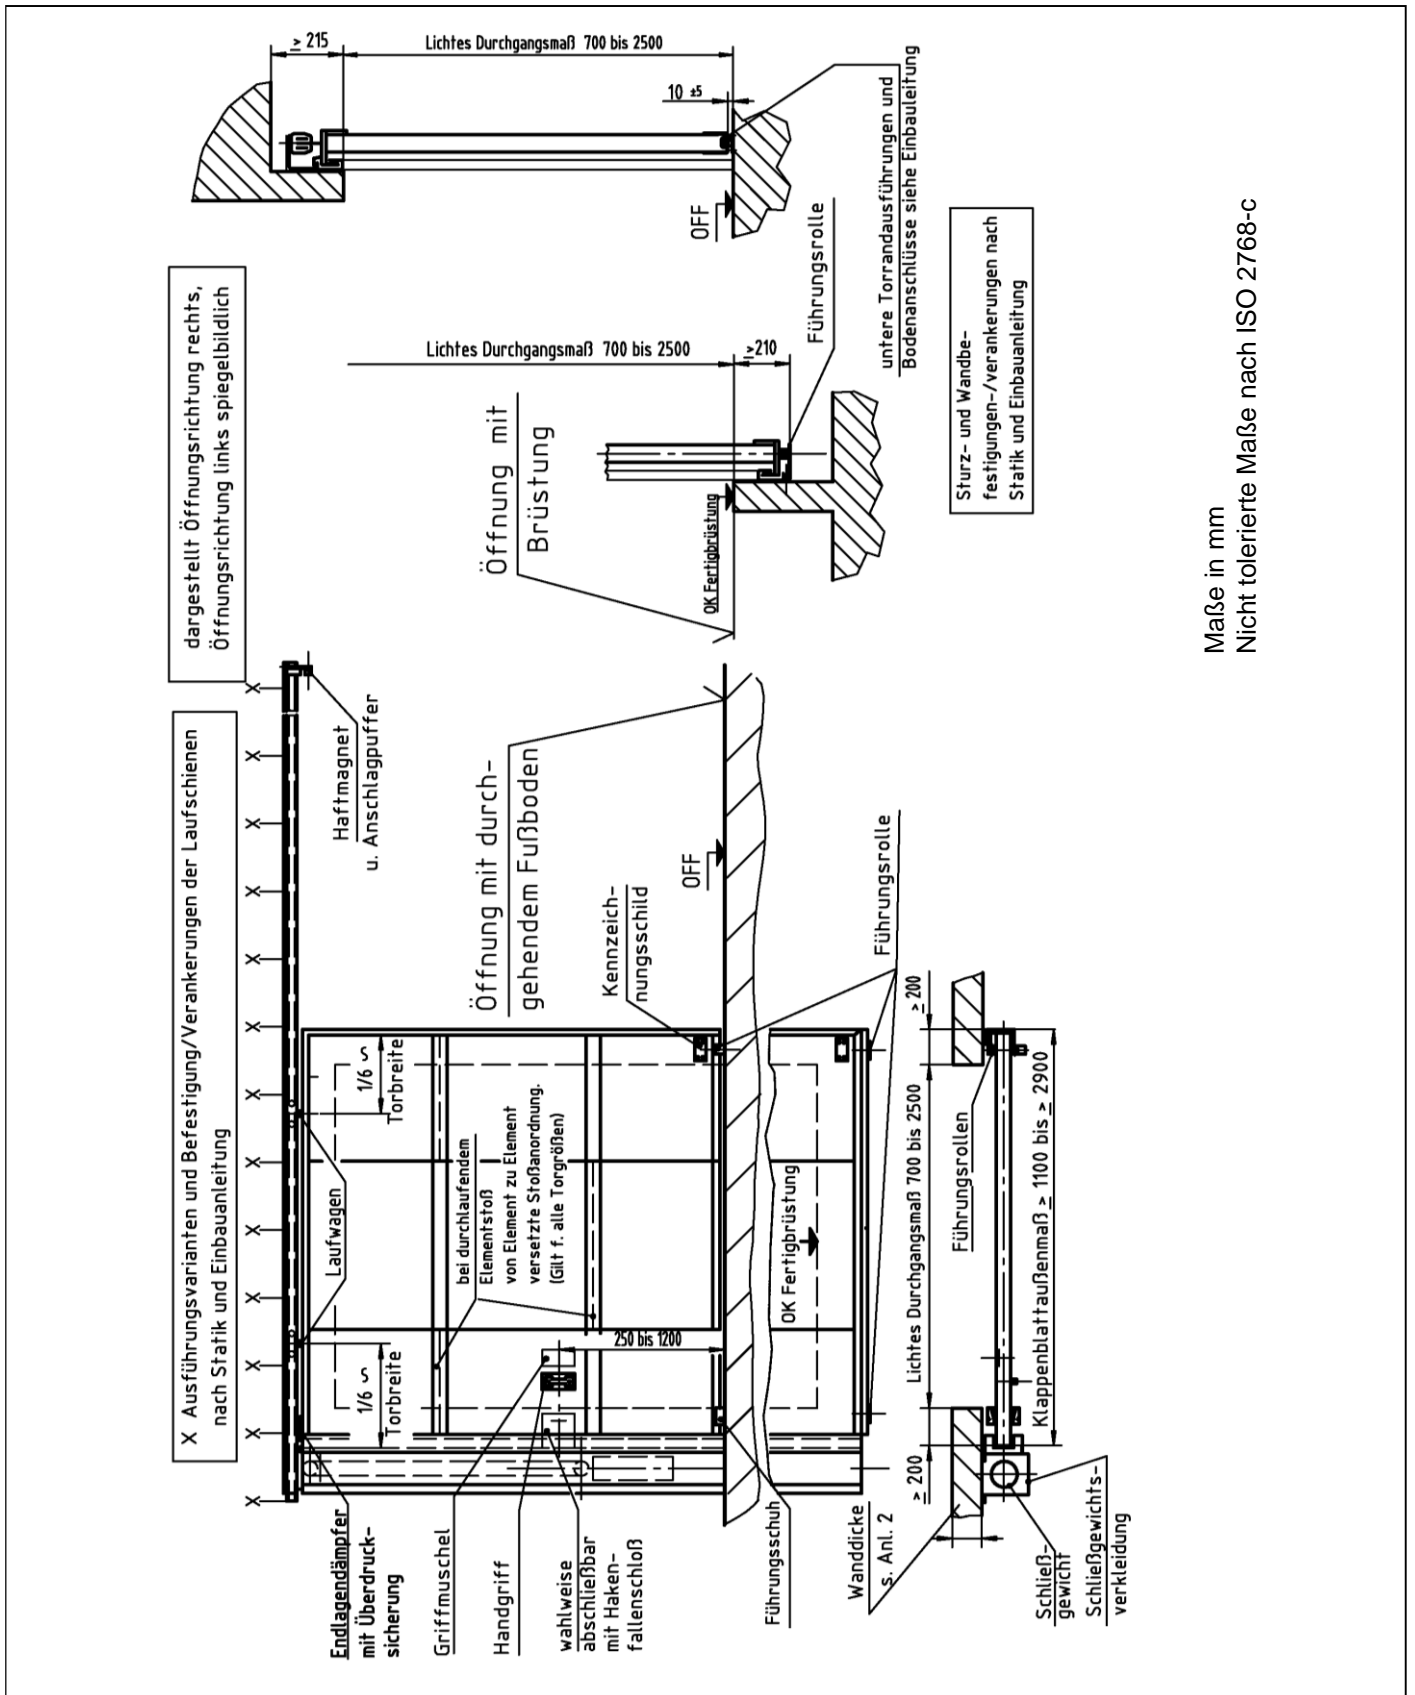 X Ausführungsvarianten und Befestigung/Verankerungen der Laufschienen
nach Statik und Einbauanleitung
dargestellt Öffnungsrichtung rechts,
Öffnungsrichtung links spiegelbildlich
X X X X X X X X X X X X X
Haftmagnet
u. Anschlagpuffer
Laufwagen
1/6 ∽
Torbreite
1/6 ∽
Torbreite
Endlagendämpfer
mit Überdruck-
sicherung
Griffmuschel
Handgriff
wahlweise
abschließbar
mit Haken-
fallenschloß
bei durchlaufendem
Elementstoß
von Element zu Element
versetzte Stoßanordnung.
(Gilt f. alle Torgrößen)
250 bis 1200
Öffnung mit durch-
gehendem Fußboden
Kennzeich-
nungsschild
OFF
Führungsschuh
OK Fertigbrüstung
Führungsrolle
Wanddicke
s. Anl. 2
≥ 200
Lichtes Durchgangsmaß 700 bis 2500
≥ 200
Führungsrollen
Klappenblattaußenmaß ≥ 1100 bis ≥ 2900
Schließ-
gewicht
Schließgewichts-
verkleidung
≥ 215
Lichtes Durchgangsmaß 700 bis 2500
10 ±5
OFF
untere Torrandausführungen und
Bodenanschlüsse siehe Einbauleitung
Lichtes Durchgangsmaß 700 bis 2500
≥210
Öffnung mit
Brüstung
OK Fertigbrüstung
Führungsrolle
Sturz- und Wandbe-
festigungen-/verankerungen nach
Statik und Einbauanleitung
Maße in mm
Nicht tolerierte Maße nach ISO 2768-c